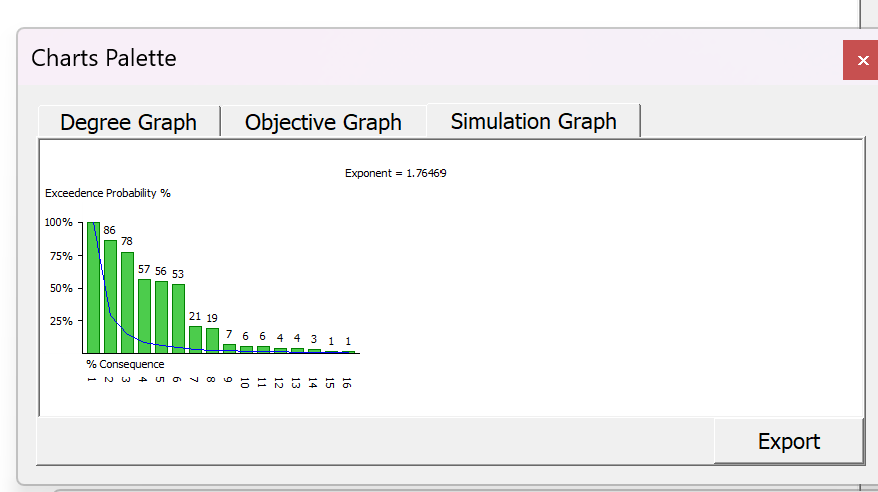 Charts Palette
Degree Graph Objective Graph Simulation Graph
Exponent = 1.76469
Exceedence Probability %
100%
75%
50%
25%
86 78 57 56 53 21 19 7 6 6 4 4 3 1 1
% Consequence
1 2 3 4 5 6 7 8 9 10 11 12 13 14 15 16
Export